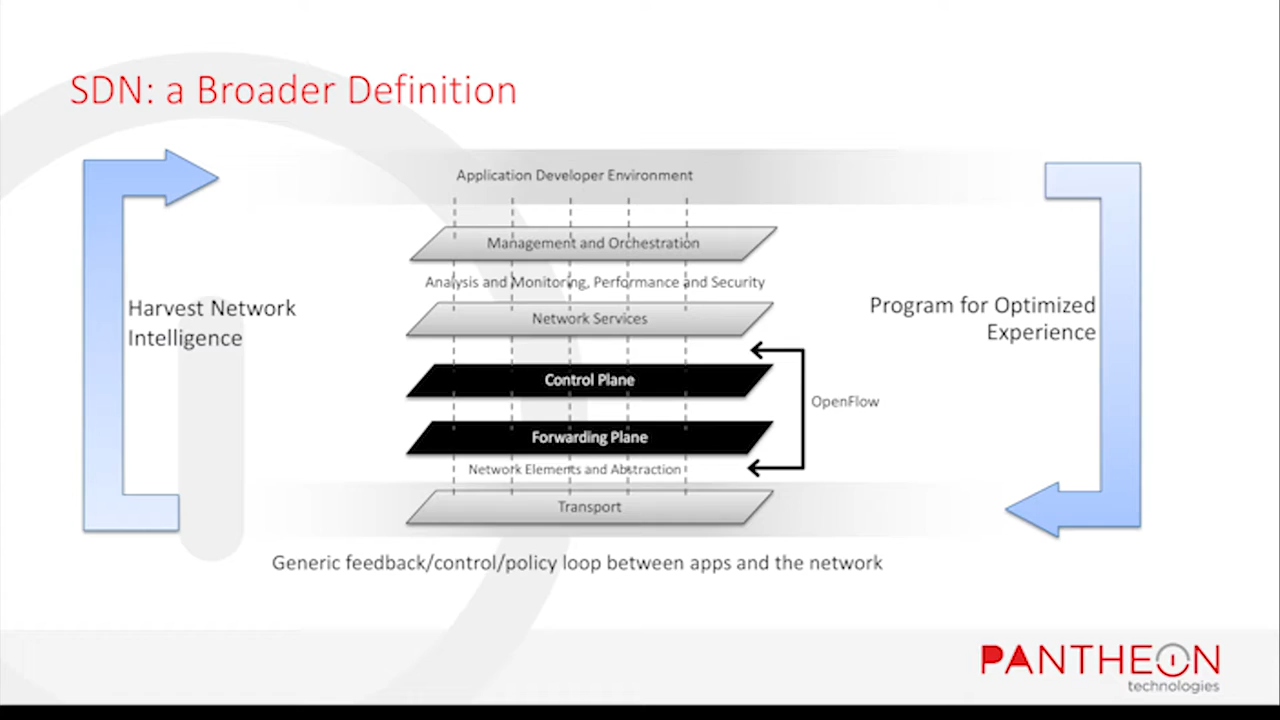 SDN: a Broader Definition
Application Developer Environment
Management and Orchestration
Analysis and Monitoring, Performance and Security
Harvest Network
Intelligence
Network Services
Program for Optimized
Experience
Control Plane
OpenFlow
Forwarding Plane
Network Elements and Abstraction
Transport
Generic feedback/control/policy loop between apps and the network
PANTHEON
technologies